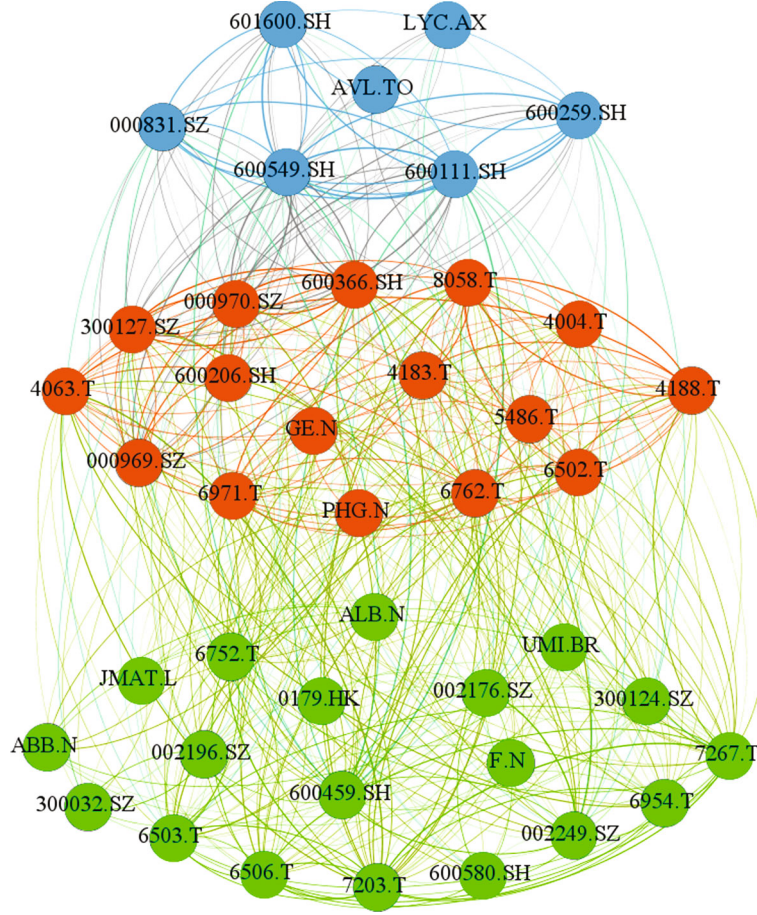 601600.SH
LYC.AX
AVL.TO
000831.SZ
600259.SH
600549.SH
600111.SH
600366.SH
8058.T
000970.SZ
300127.SZ
4004.T
600206.SH
4183.T
4063.T
4188.T
5486.T
GE.N
000969.SZ
6502.T
6971.T
6762.T
PHG.N
ALB.N
UMI.BR
6752.T
JMAT.L
0179.HK
002176.SZ
300124.SZ
ABB.N
002196.SZ
7267.T
F.N
600459.SH
300032.SZ
6954.T
6503.T
002249.SZ
6506.T
7203.T
600580.SH